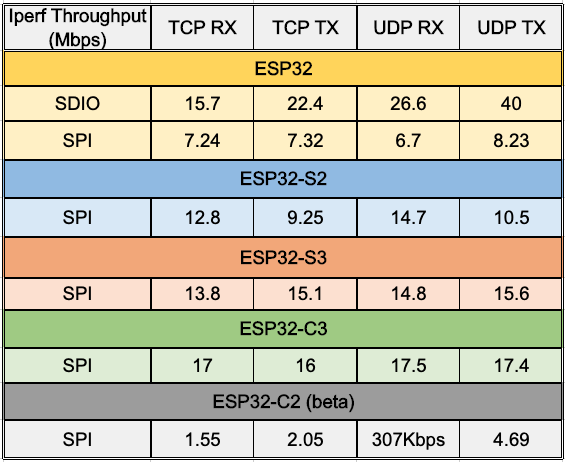 Iperf Throughput (Mbps) TCP RX TCP TX UDP RX UDP TX
ESP32
SDIO 15.7 22.4 26.6 40
SPI 7.24 7.32 6.7 8.23
ESP32-S2
SPI 12.8 9.25 14.7 10.5
ESP32-S3
SPI 13.8 15.1 14.8 15.6
ESP32-C3
SPI 17 16 17.5 17.4
ESP32-C2 (beta)
SPI 1.55 2.05 307Kbps 4.69